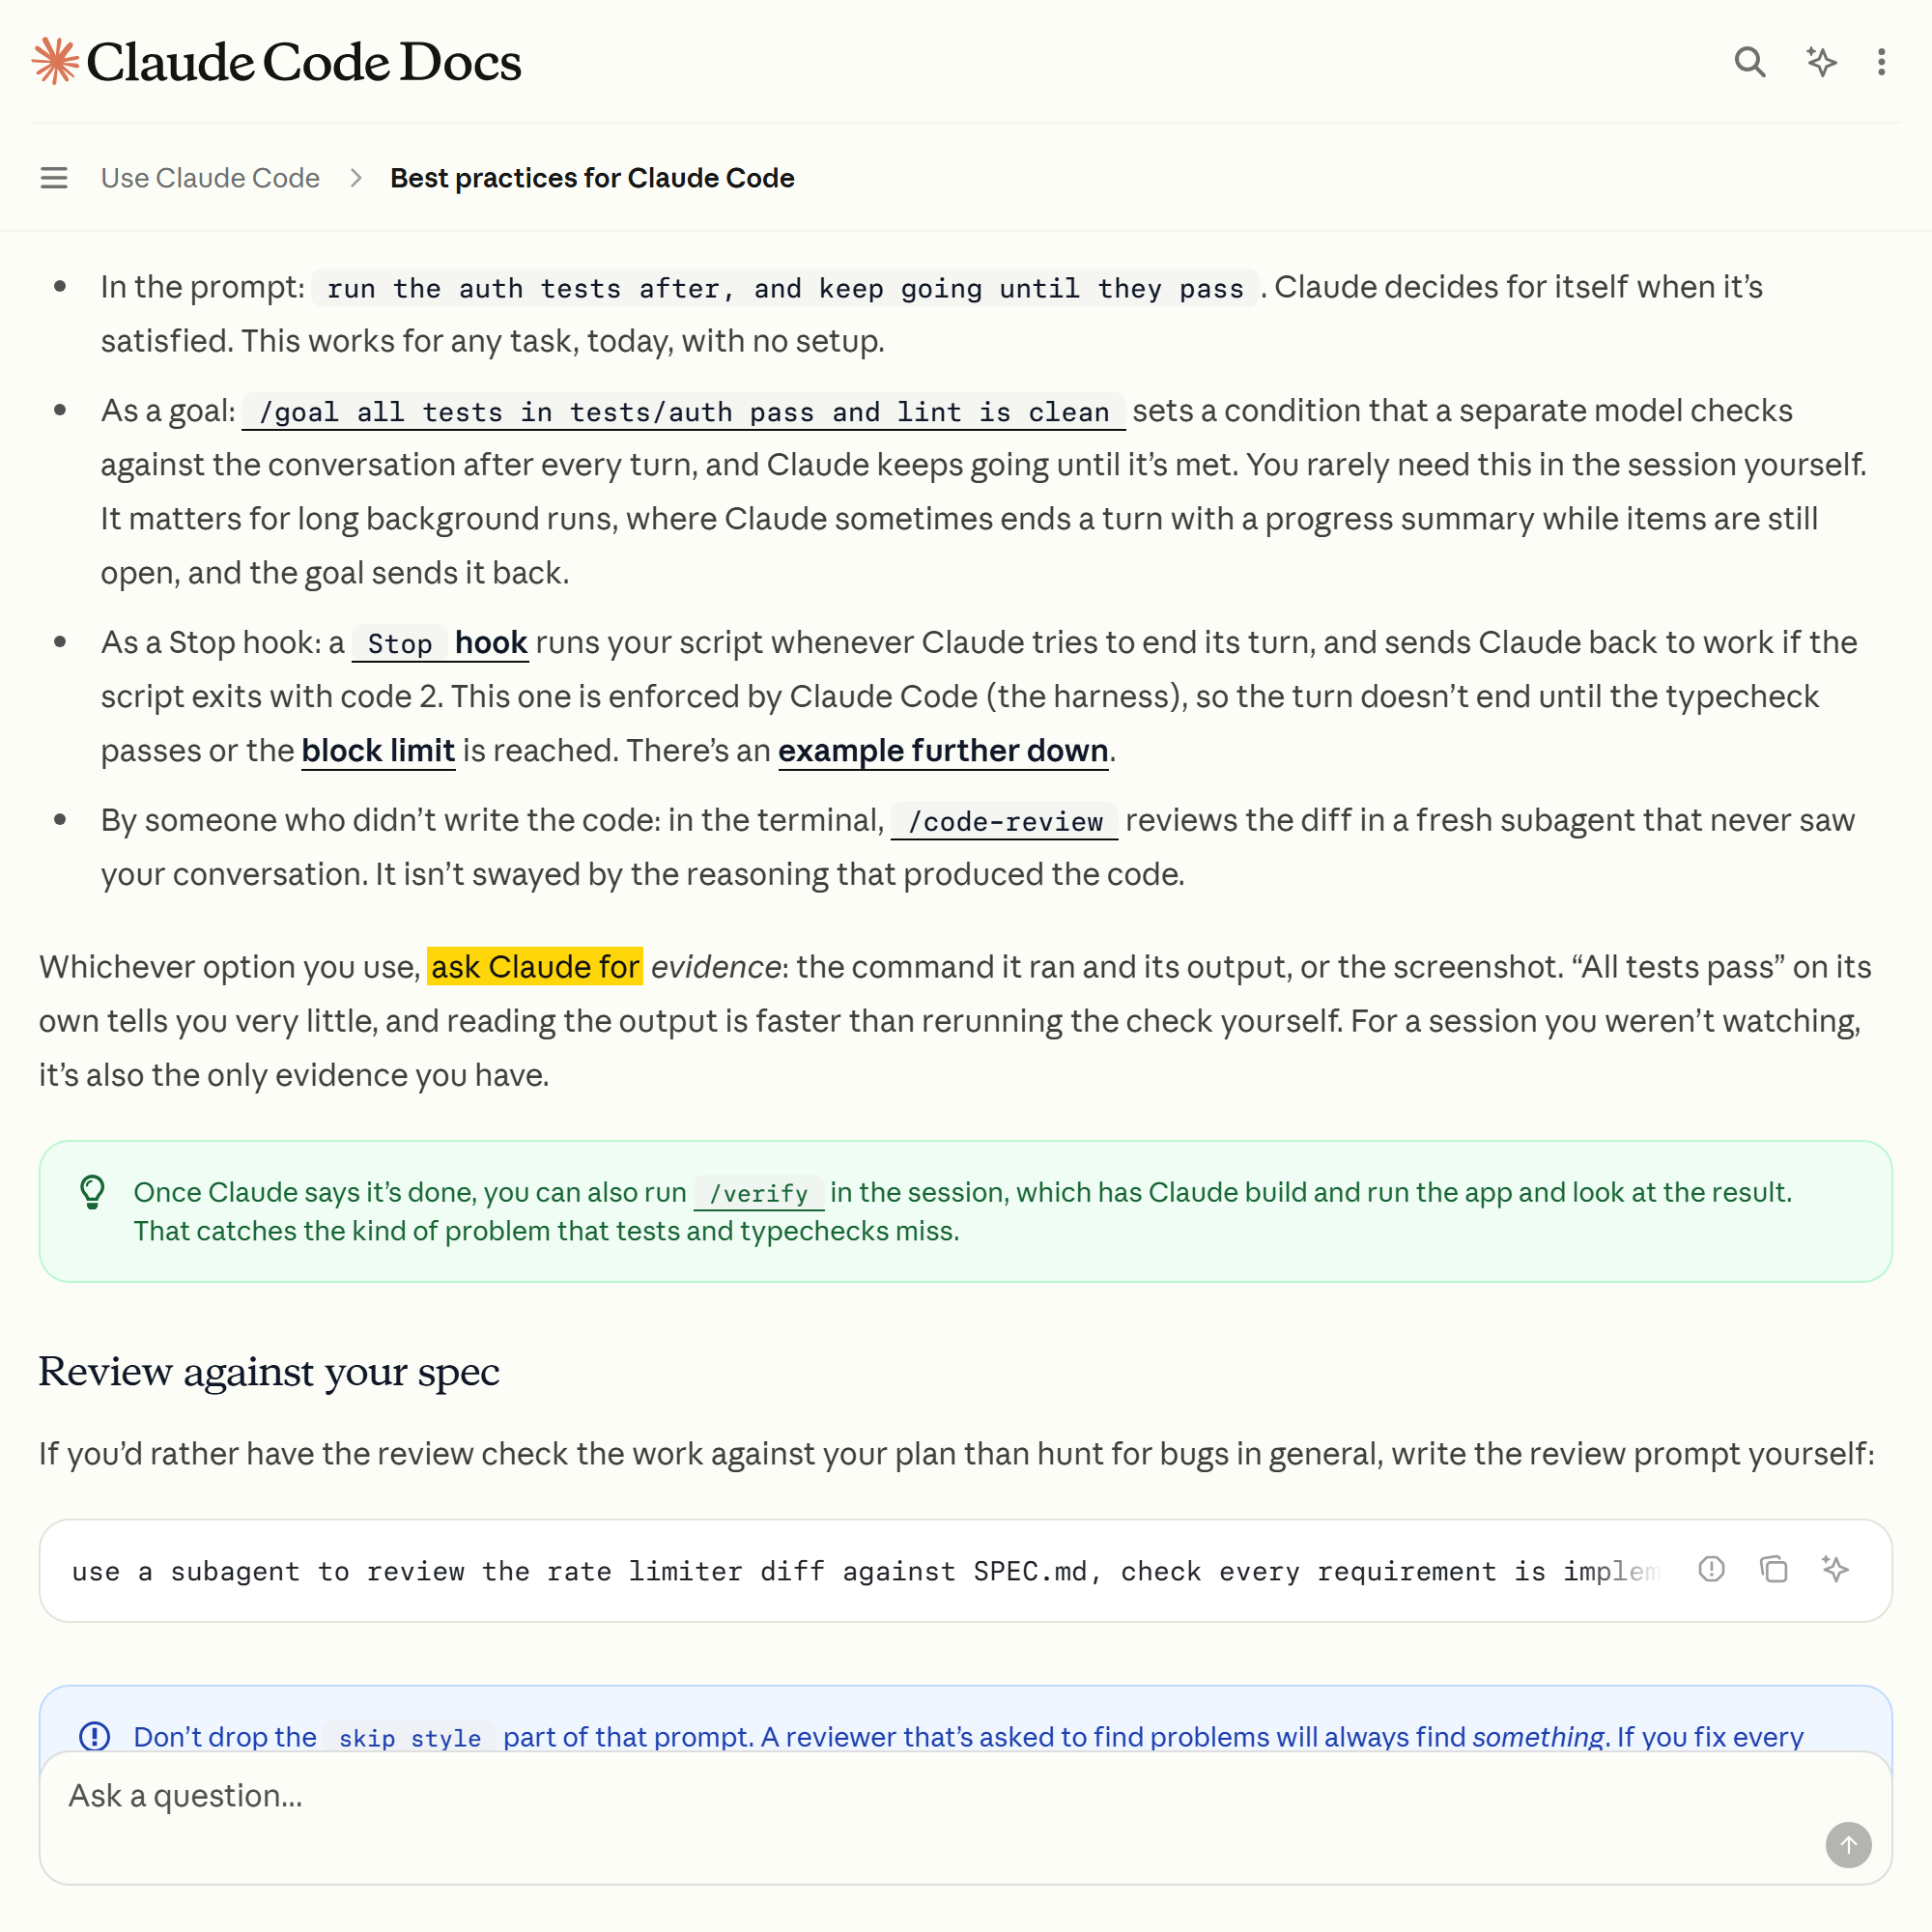 Claude Code Docs
Use Claude Code > Best practices for Claude Code
• In the prompt: run the auth tests after, and keep going until they pass. Claude decides for itself when it’s
satisfied. This works for any task, today, with no setup.
• As a goal: /goal all tests in tests/auth pass and lint is clean sets a condition that a separate model checks
against the conversation after every turn, and Claude keeps going until it’s met. You rarely need this in the session yourself.
It matters for long background runs, where Claude sometimes ends a turn with a progress summary while items are still
open, and the goal sends it back.
• As a Stop hook: a Stop hook runs your script whenever Claude tries to end its turn, and sends Claude back to work if the
script exits with code 2. This one is enforced by Claude Code (the harness), so the turn doesn’t end until the typecheck
passes or the block limit is reached. There’s an example further down.
• By someone who didn’t write the code: in the terminal, /code-review reviews the diff in a fresh subagent that never saw
your conversation. It isn’t swayed by the reasoning that produced the code.
Whichever option you use, ask Claude for evidence: the command it ran and its output, or the screenshot. “All tests pass” on its
own tells you very little, and reading the output is faster than rerunning the check yourself. For a session you weren’t watching,
it’s also the only evidence you have.
Once Claude says it’s done, you can also run /verify in the session, which has Claude build and run the app and look at the result.
That catches the kind of problem that tests and typechecks miss.
Review against your spec
If you’d rather have the review check the work against your plan than hunt for bugs in general, write the review prompt yourself:
use a subagent to review the rate limiter diff against SPEC.md, check every requirement is implem
Don’t drop the skip style part of that prompt. A reviewer that’s asked to find problems will always find something. If you fix every
Ask a question...